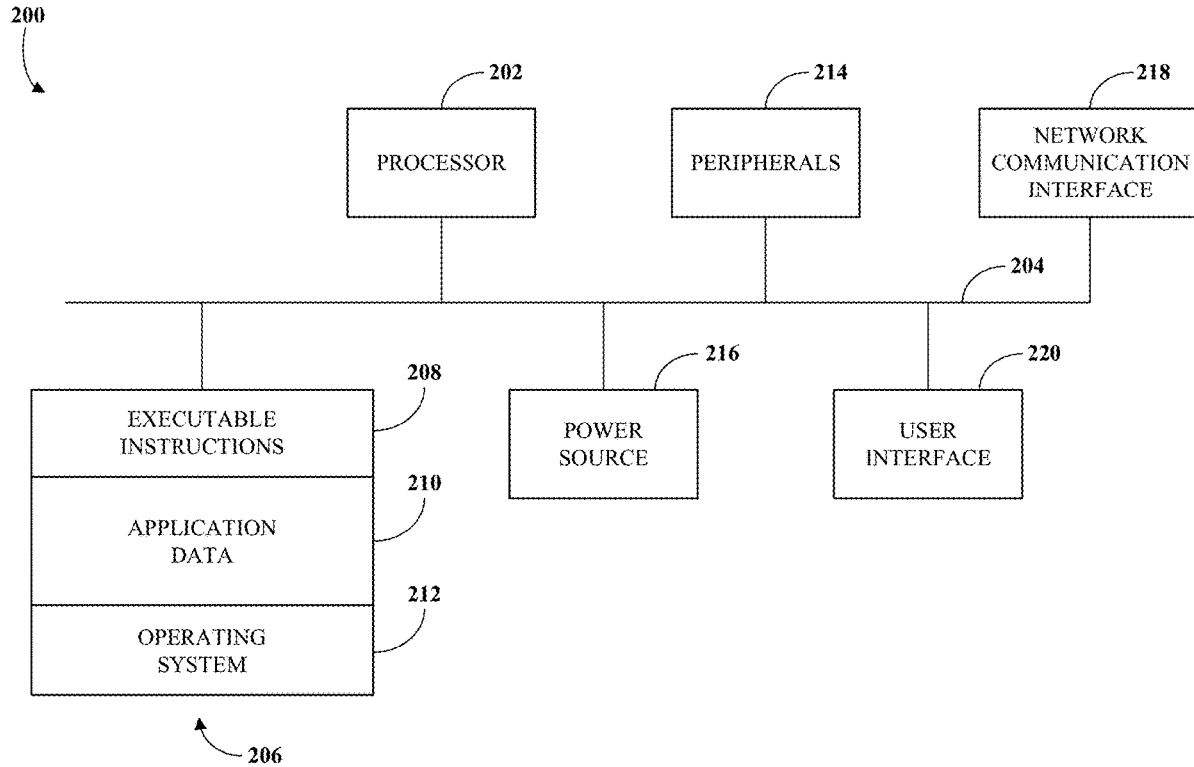 200
202
214
218
PROCESSOR
PERIPHERALS
NETWORK
COMMUNICATION
INTERFACE
204
208
216
220
EXECUTABLE
INSTRUCTIONS
POWER
SOURCE
USER
INTERFACE
210
APPLICATION
DATA
212
OPERATING
SYSTEM
206